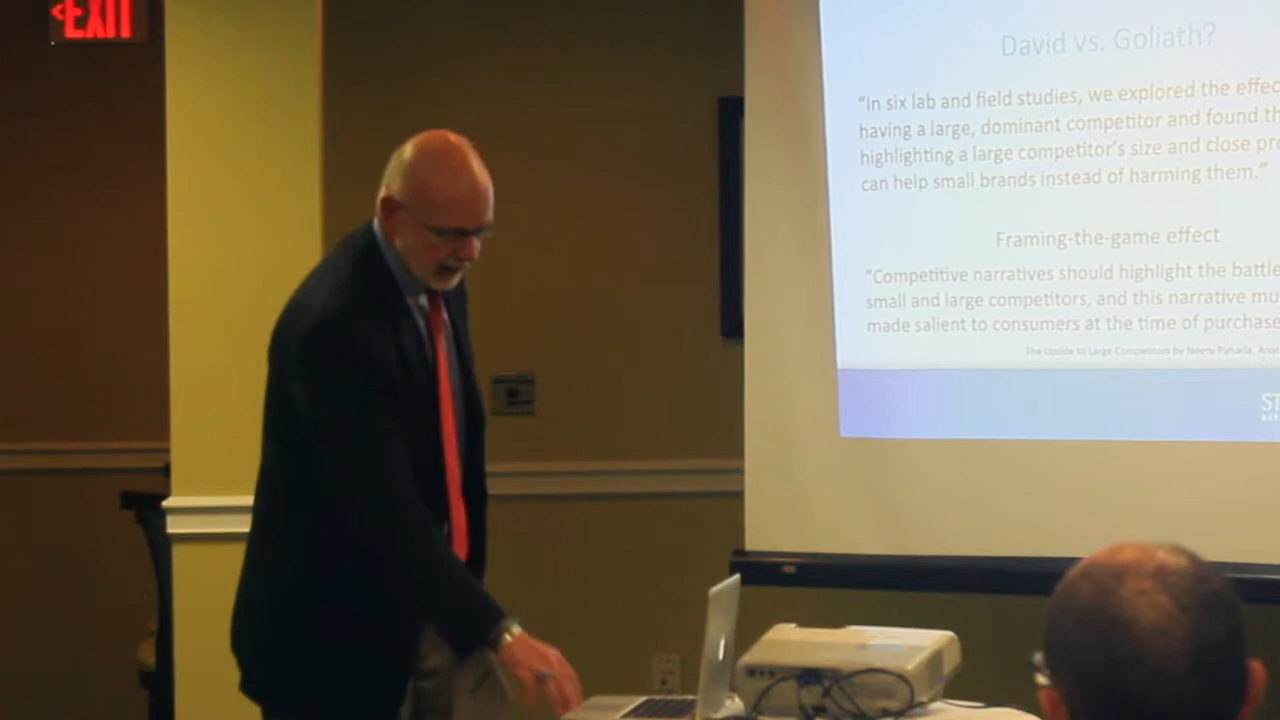 <EXIT
David vs. Goliath?
“In six lab and field studies, we explored the effec
having a large, dominant competitor and found th
highlighting a large competitor’s size and close pro
can help small brands instead of harming them.”
Framing-the-game effect
“Competitive narratives should highlight the battle
small and large competitors, and this narrative mu
made salient to consumers at the time of purchase
The Upside to Large Competitors by Neeru Paharia, Anat
ST